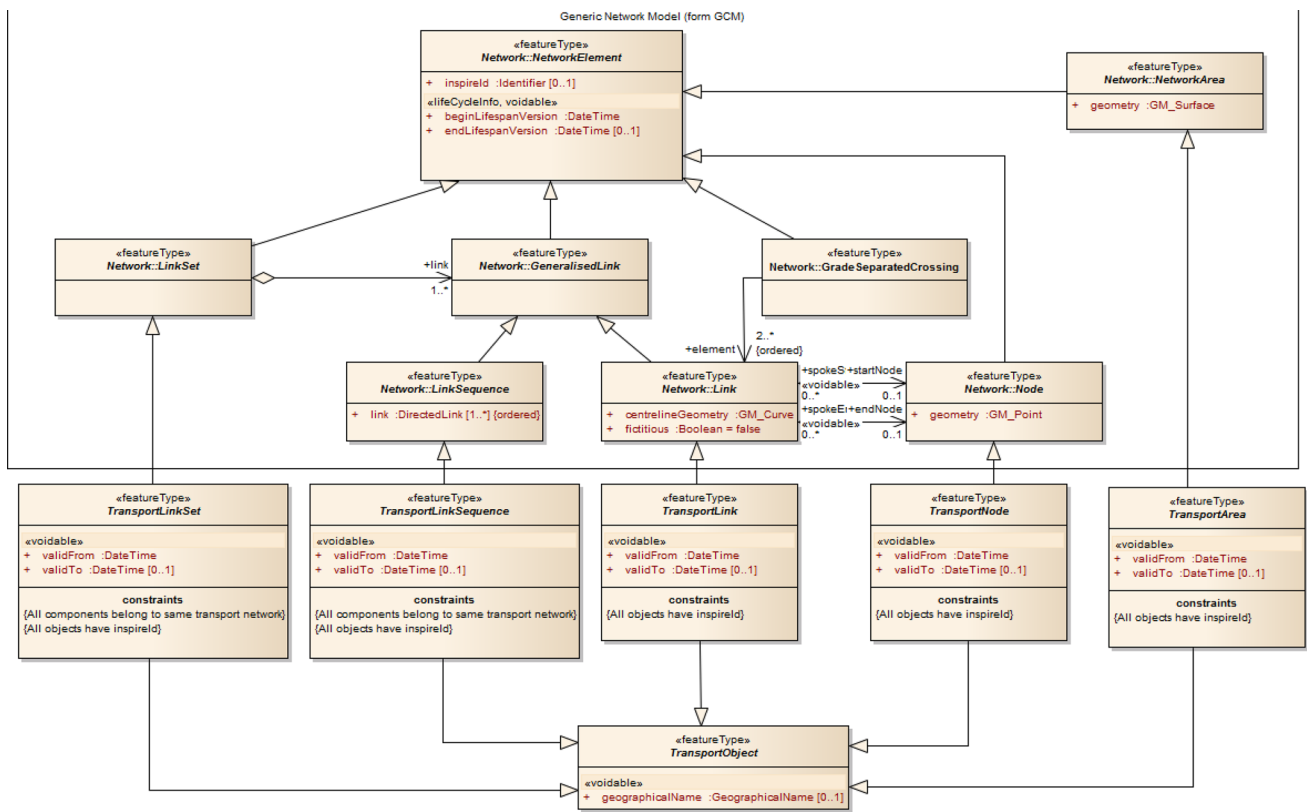 Generic Network Model (form GCM)
«featureType»
Network::NetworkElement
+ inspireId :Identifier [0..1]
«lifeCycleInfo, voidable»
+ beginLifespanVersion :DateTime
+ endLifespanVersion :DateTime [0..1]
«featureType»
Network::NetworkArea
+ geometry :GM_Surface
«featureType»
Network::LinkSet
+link
1..*
«featureType»
Network::GeneralisedLink
«featureType»
Network::GradeSeparatedCrossing
+element
2..*
{ordered}
«featureType»
Network::LinkSequence
+ link :DirectedLink [1..*] {ordered}
«featureType»
Network::Link
+ centrelineGeometry :GM_Curve
+ fictitious :Boolean = false
+spokeS +startNode
«voidable»
0..* 0..1
+spokeE +endNode
«voidable»
0..* 0..1
«featureType»
Network::Node
+ geometry :GM_Point
«featureType»
TransportLinkSet
«voidable»
+ validFrom :DateTime
+ validTo :DateTime [0..1]
constraints
{All components belong to same transport network}
{All objects have inspireId}
«featureType»
TransportLinkSequence
«voidable»
+ validFrom :DateTime
+ validTo :DateTime [0..1]
constraints
{All components belong to same transport network}
{All objects have inspireId}
«featureType»
TransportLink
«voidable»
+ validFrom :DateTime
+ validTo :DateTime [0..1]
constraints
{All objects have inspireId}
«featureType»
TransportNode
«voidable»
+ validFrom :DateTime
+ validTo :DateTime [0..1]
constraints
{All objects have inspireId}
«featureType»
TransportArea
«voidable»
+ validFrom :DateTime
+ validTo :DateTime [0..1]
constraints
{All objects have inspireId}
«featureType»
TransportObject
«voidable»
+ geographicalName :GeographicalName [0..1]